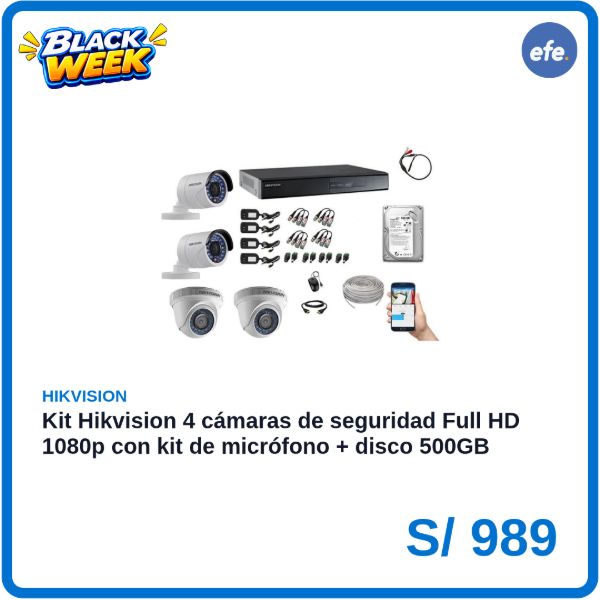 BLACK
WEEK
efe.
HIKVISION
Kit Hikvision 4 cámaras de seguridad Full HD
1080p con kit de micrófono + disco 500GB
S/ 989